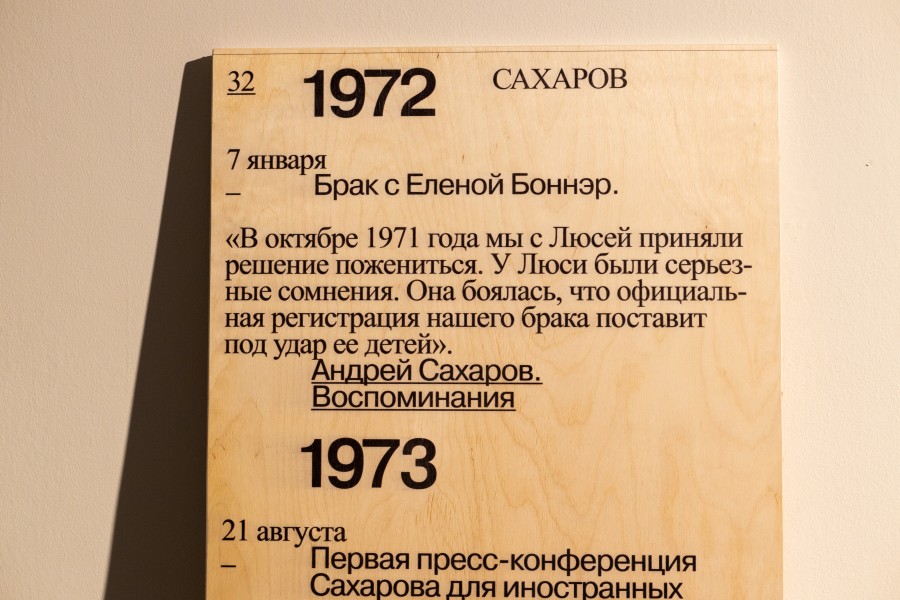 32 1972 САХАРОВ
7 января
– Брак с Еленой Боннэр.
«В октябре 1971 года мы с Люсей приняли
решение пожениться. У Люси были серьез-
ные сомнения. Она боялась, что официаль-
ная регистрация нашего брака поставит
под удар ее детей».
Андрей Сахаров.
Воспоминания
1973
21 августа
– Первая пресс-конференция
Сахарова для иностранных